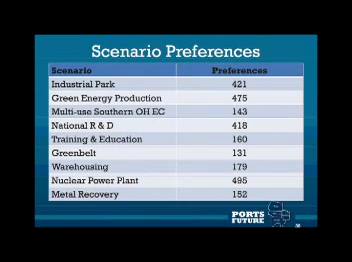 Scenario Preferences
Scenario Preferences
Industrial Park 421
Green Energy Production 475
Multi-use Southern OH EC 143
National R & D 418
Training & Education 160
Greenbelt 131
Warehousing 179
Nuclear Power Plant 495
Metal Recovery 152
PORTS
FUTURE